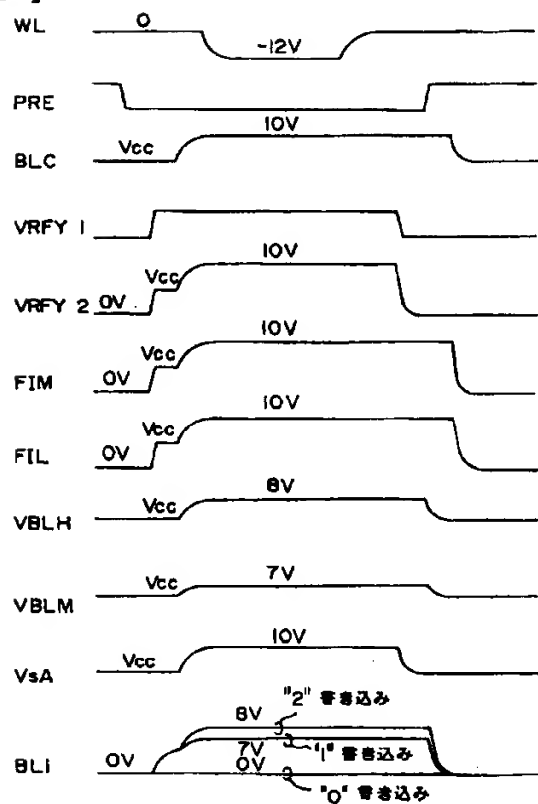 WL 0 -12V
PRE
BLC Vcc 10V
VRFY 1
VRFY 2 0V Vcc 10V
FIM 0V Vcc 10V
FIL 0V Vcc 10V
VBLH Vcc 8V
VBLM Vcc 7V
VsA Vcc 10V
8V "2" 書き込み
7V "1" 書き込み
BLi 0V 0V "0" 書き込み